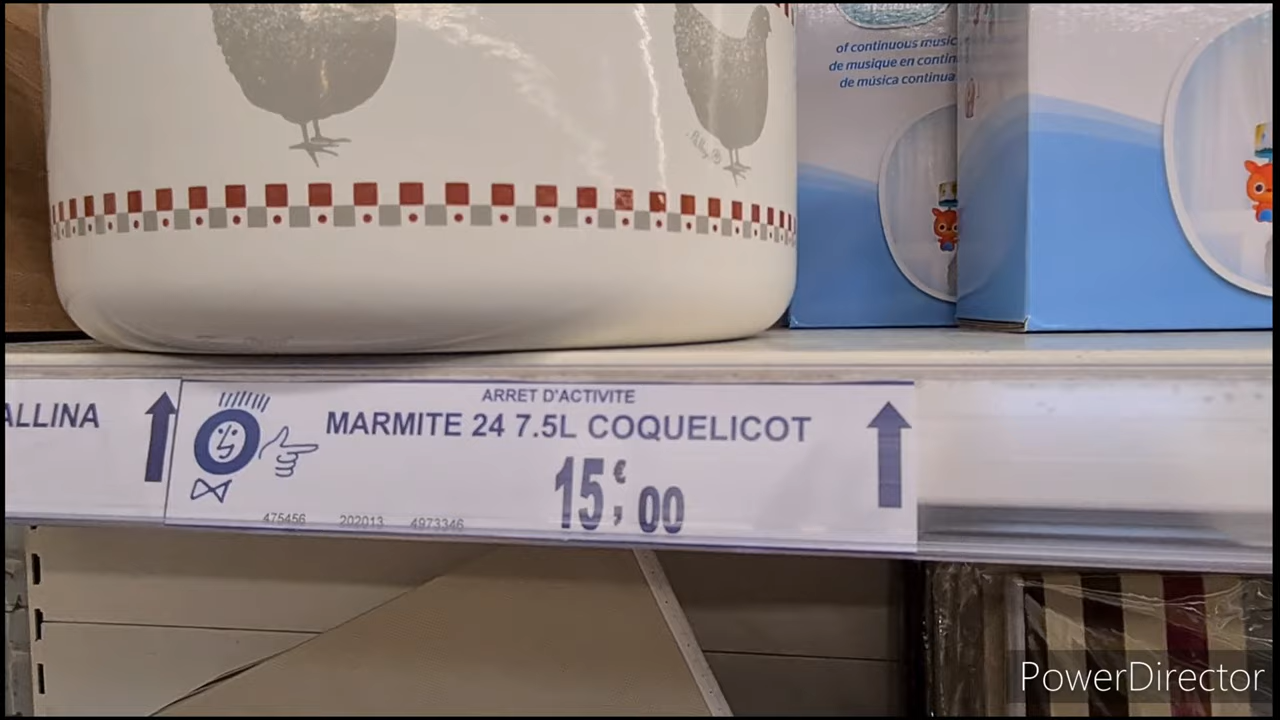 of continuous music
de musique en contin
de música continua
ALLINA
ARRET D'ACTIVITE
MARMITE 24 7.5L COQUELICOT
15,€00
475456 202013 4973346
PowerDirector